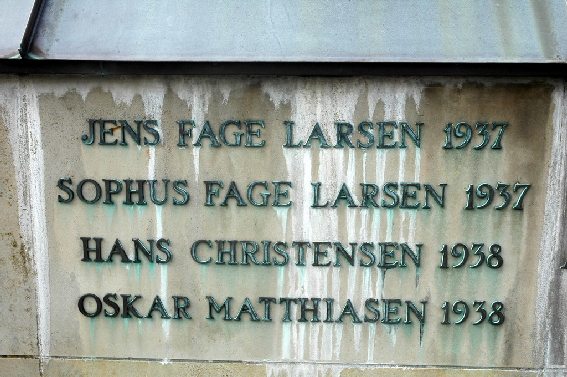 JENS FAGE LARSEN 1937
SOPHUS FAGE LARSEN 1937
HANS CHRISTENSEN 1938
OSKAR MATTHIASEN 1938